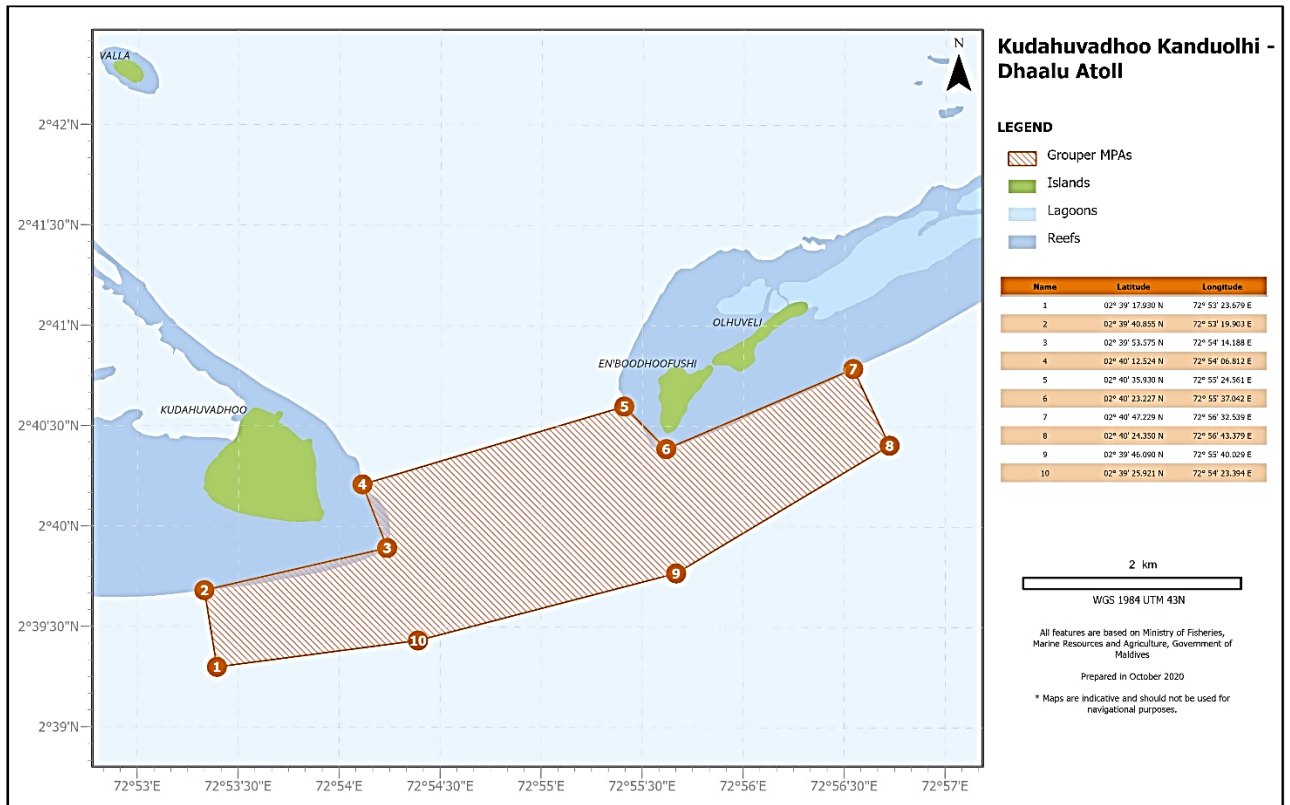 VALLA
N
2°42'N
2°41'30"N
2°41'N
2°40'30"N
2°40'N
2°39'30"N
2°39'N
OLHUVELI
EN'BOODHOOFUSHI
KUDAHUVADHOO
7
5
6
8
4
3
9
2
10
1
72°53'E
72°53'30"E
72°54'E
72°54'30"E
72°55'E
72°55'30"E
72°56'E
72°56'30"E
72°57'E
Kudahuvadhoo Kanduolhi -
Dhaalu Atoll
LEGEND
Grouper MPAs
Islands
Lagoons
Reefs
Name Latitude Longitude
1 02° 39' 17.930 N 72° 53' 23.679 E
2 02° 39' 40.855 N 72° 53' 19.903 E
3 02° 39' 53.575 N 72° 54' 14.188 E
4 02° 40' 12.524 N 72° 54' 06.812 E
5 02° 40' 35.930 N 72° 55' 24.561 E
6 02° 40' 23.227 N 72° 55' 37.042 E
7 02° 40' 47.229 N 72° 56' 32.539 E
8 02° 40' 24.350 N 72° 56' 43.379 E
9 02° 39' 46.090 N 72° 55' 40.029 E
10 02° 39' 25.921 N 72° 54' 23.394 E
2 km
WGS 1984 UTM 43N
All features are based on Ministry of Fisheries,
Marine Resources and Agriculture, Government of
Maldives
Prepared in October 2020
* Maps are indicative and should not be used for
navigational purposes.